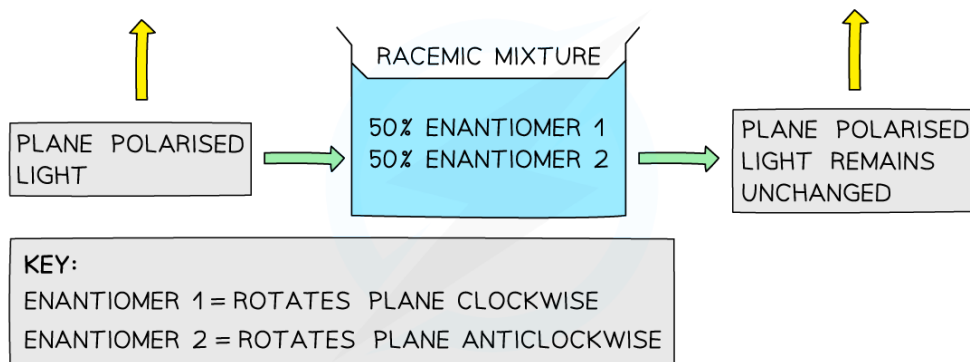 RACEMIC MIXTURE
PLANE POLARISED
LIGHT
50% ENANTIOMER 1
50% ENANTIOMER 2
PLANE POLARISED
LIGHT REMAINS
UNCHANGED
KEY:
ENANTIOMER 1 = ROTATES PLANE CLOCKWISE
ENANTIOMER 2 = ROTATES PLANE ANTICLOCKWISE